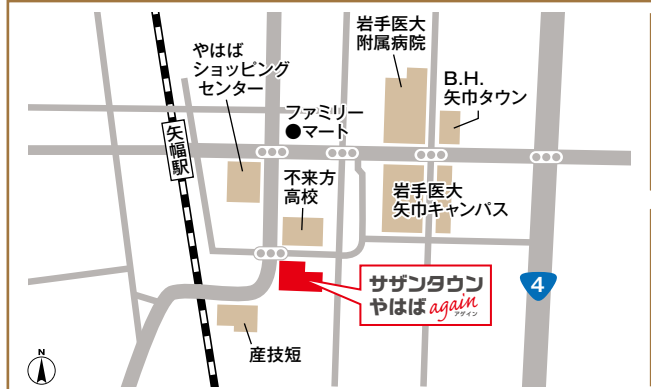 岩手医大
附属病院
やはば
ショッピング
センター
B.H.
矢巾タウン
ファミリー
●マート
矢幅駅
不来方
高校
岩手医大
矢巾キャンパス
サザンタウン
やはば again
アゲイン
4
産技短
N